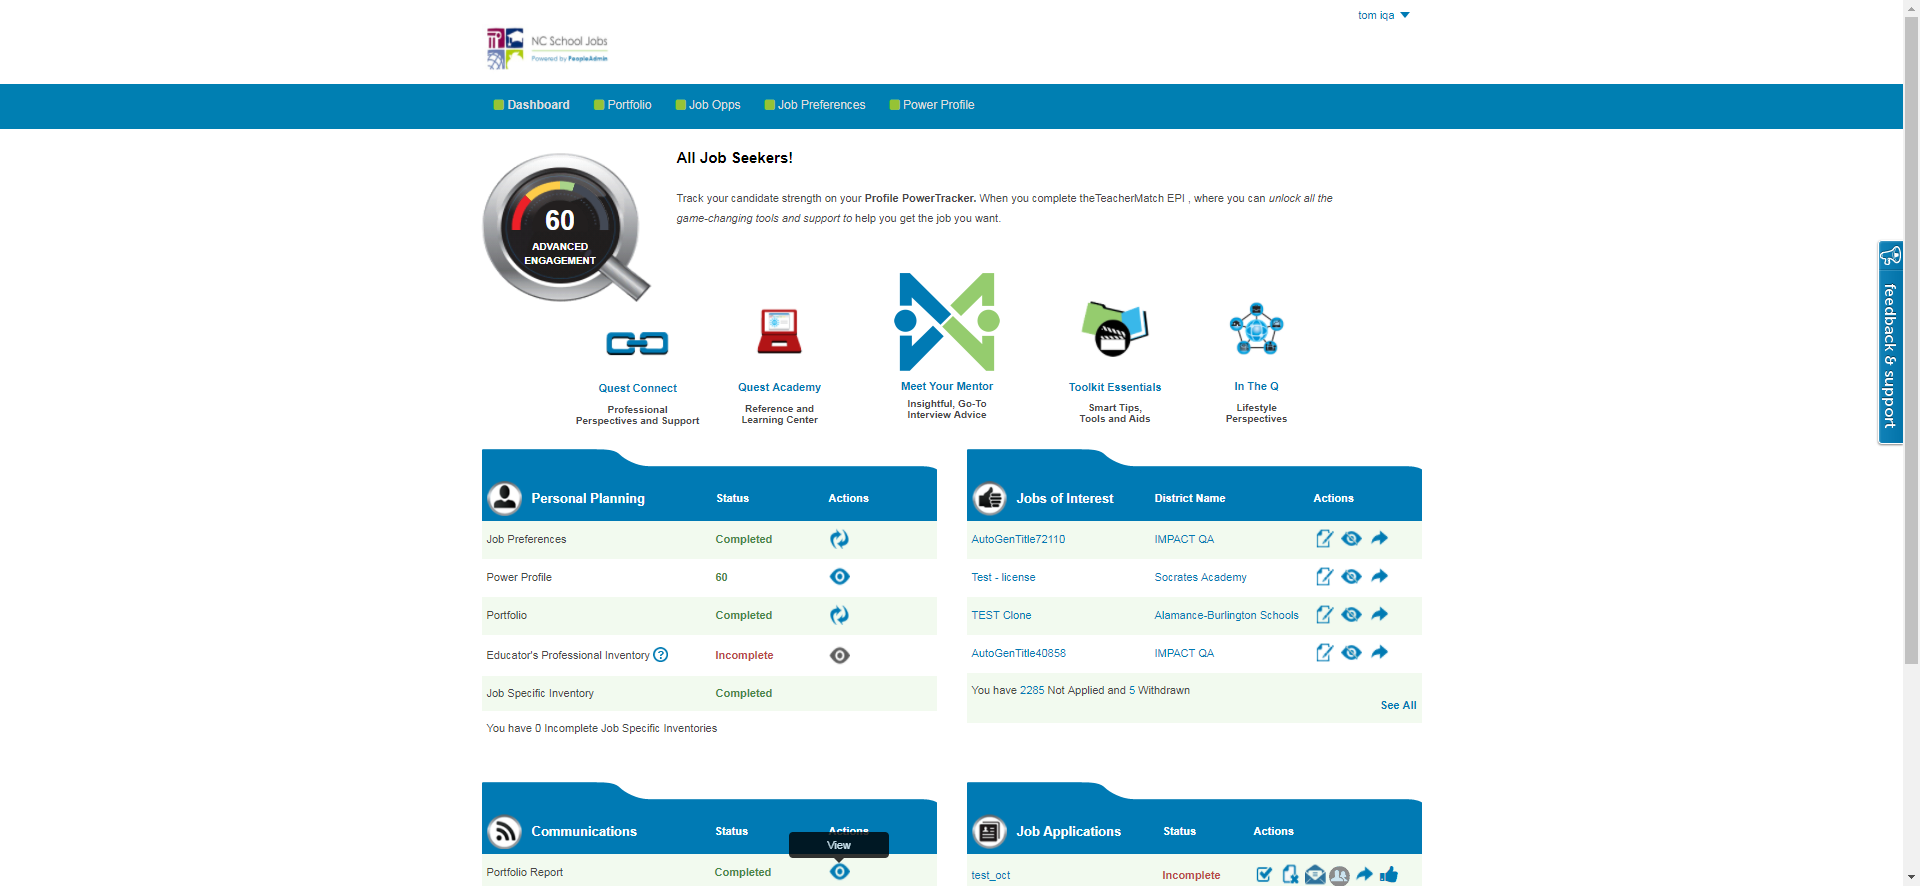 tom iqa
NC School Jobs
Powered by PeopleAdmin
Dashboard
Portfolio
Job Opps
Job Preferences
Power Profile
All Job Seekers!
Track your candidate strength on your Profile PowerTracker. When you complete theTeacherMatch EPI , where you can unlock all the
game-changing tools and support to help you get the job you want.
60
ADVANCED
ENGAGEMENT
Quest Connect
Professional
Perspectives and Support
Quest Academy
Reference and
Learning Center
Meet Your Mentor
Insightful, Go-To
Interview Advice
Toolkit Essentials
Smart Tips,
Tools and Aids
In The Q
Lifestyle
Perspectives
feedback & support
Personal Planning Status Actions
Job Preferences Completed
Power Profile 60
Portfolio Completed
Educator's Professional Inventory ? Incomplete
Job Specific Inventory Completed
You have 0 Incomplete Job Specific Inventories
Jobs of Interest District Name Actions
AutoGenTitle72110 IMPACT QA
Test - license Socrates Academy
TEST Clone Alamance-Burlington Schools
AutoGenTitle40858 IMPACT QA
You have 2285 Not Applied and 5 Withdrawn
See All
Communications Status Actions
View
Portfolio Report Completed
Job Applications Status Actions
test_oct Incomplete